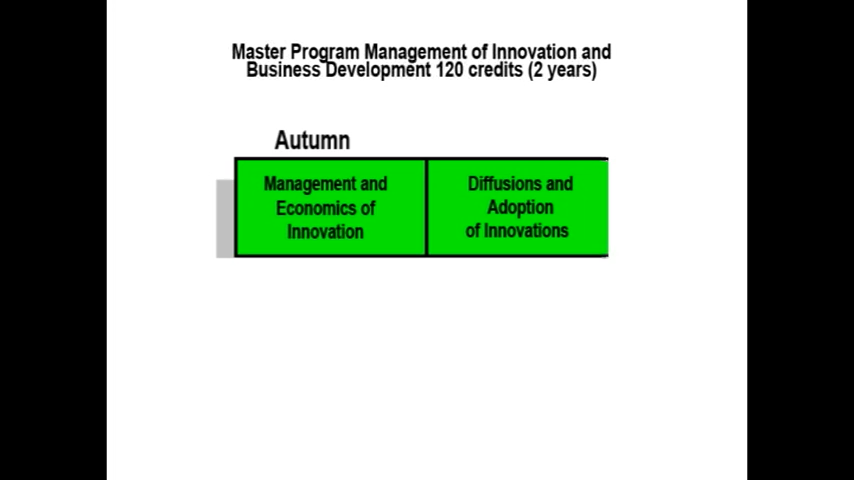 Master Program Management of Innovation and
Business Development 120 credits (2 years)
Autumn
Management and
Economics of
Innovation
Diffusions and
Adoption
of Innovations